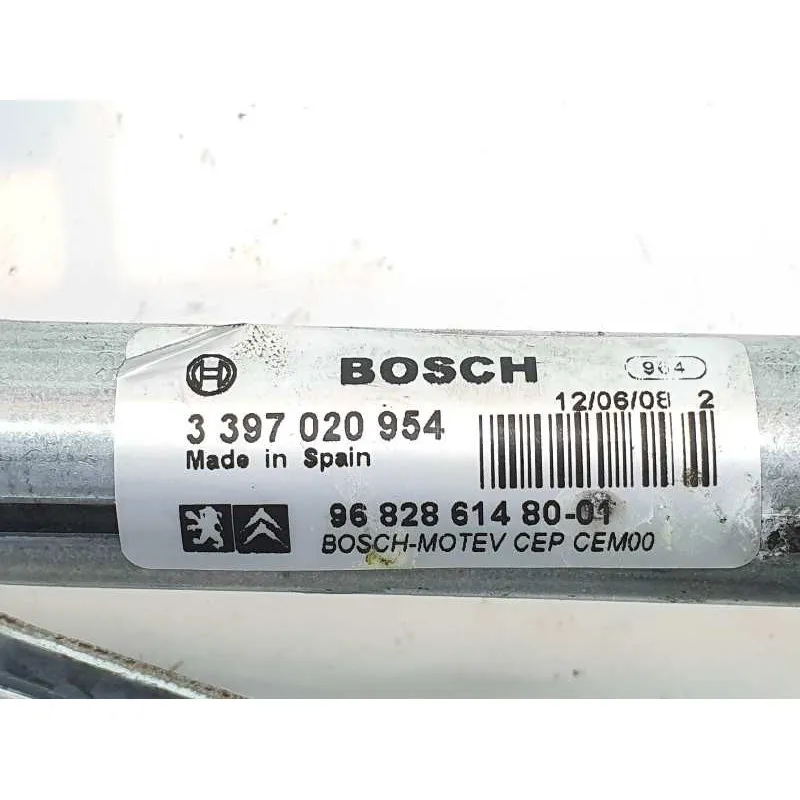 BOSCH 964
12/06/08 2
3 397 020 954
Made in Spain
96 828 614 80-01
BOSCH-MOTEV CEP CEM00